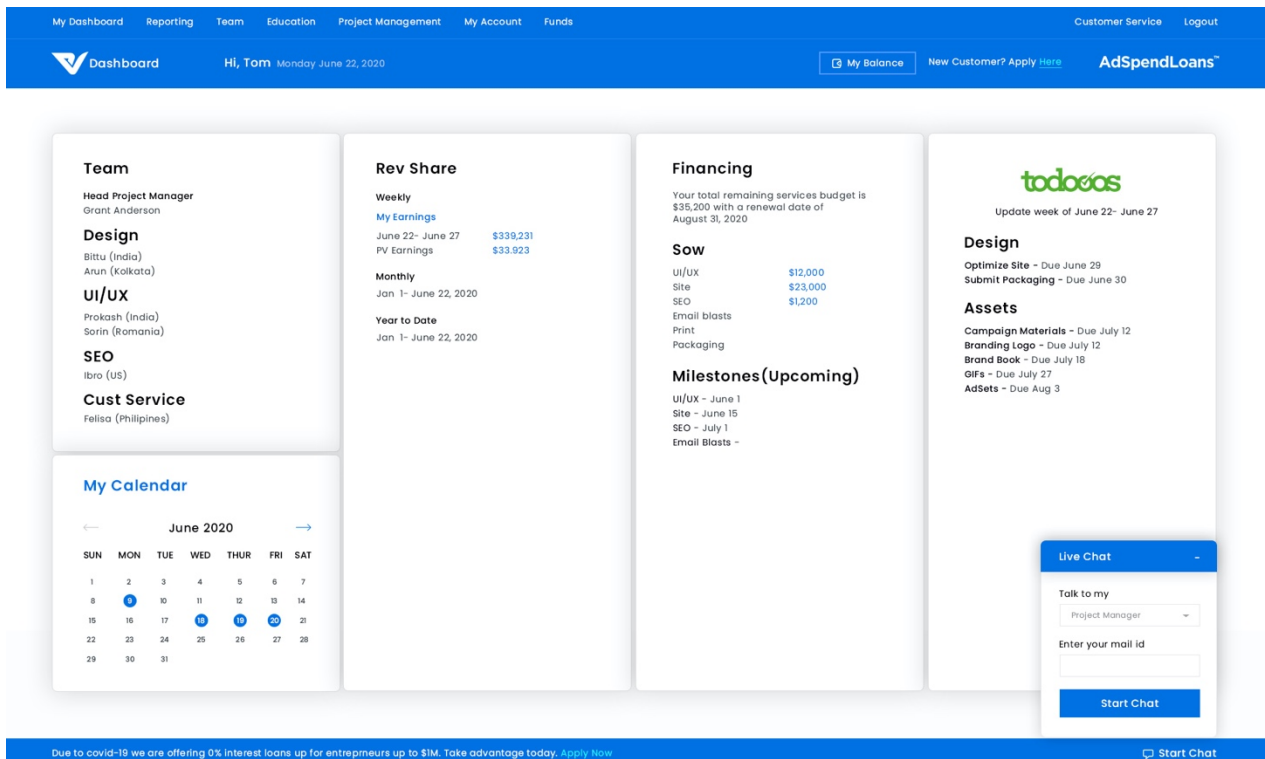 My Dashboard Reporting Team Education Project Management My Account Funds Customer Service Logout
Dashboard Hi, Tom Monday June 22, 2020 My Balance New Customer? Apply Here AdSpendLoans™
Team
Head Project Manager
Grant Anderson
Design
Bittu (India)
Arun (Kolkata)
UI/UX
Prokash (India)
Sorin (Romania)
SEO
Ibro (US)
Cust Service
Felisa (Philipines)
My Calendar
← June 2020 →
SUN MON TUE WED THUR FRI SAT
1 2 3 4 5 6 7
8 9 10 11 12 13 14
15 16 17 18 19 20 21
22 23 24 25 26 27 28
29 30 31
Rev Share
Weekly
My Earnings
June 22- June 27 $339,231
PV Earnings $33.923
Monthly
Jan 1- June 22, 2020
Year to Date
Jan 1- June 22, 2020
Financing
Your total remaining services budget is
$35,200 with a renewal date of
August 31, 2020
Sow
UI/UX $12,000
Site $23,000
SEO $1,200
Email blasts
Print
Packaging
Milestones(Upcoming)
UI/UX - June 1
Site - June 15
SEO - July 1
Email Blasts -
todoos
Update week of June 22- June 27
Design
Optimize Site - Due June 29
Submit Packaging - Due June 30
Assets
Campaign Materials - Due July 12
Branding Logo - Due July 12
Brand Book - Due July 18
GIFs - Due July 27
AdSets - Due Aug 3
Live Chat -
Talk to my
Project Manager
Enter your mail id
Start Chat
Due to covid-19 we are offering 0% interest loans up for entreprneurs up to $1M. Take advantage today. Apply Now Start Chat